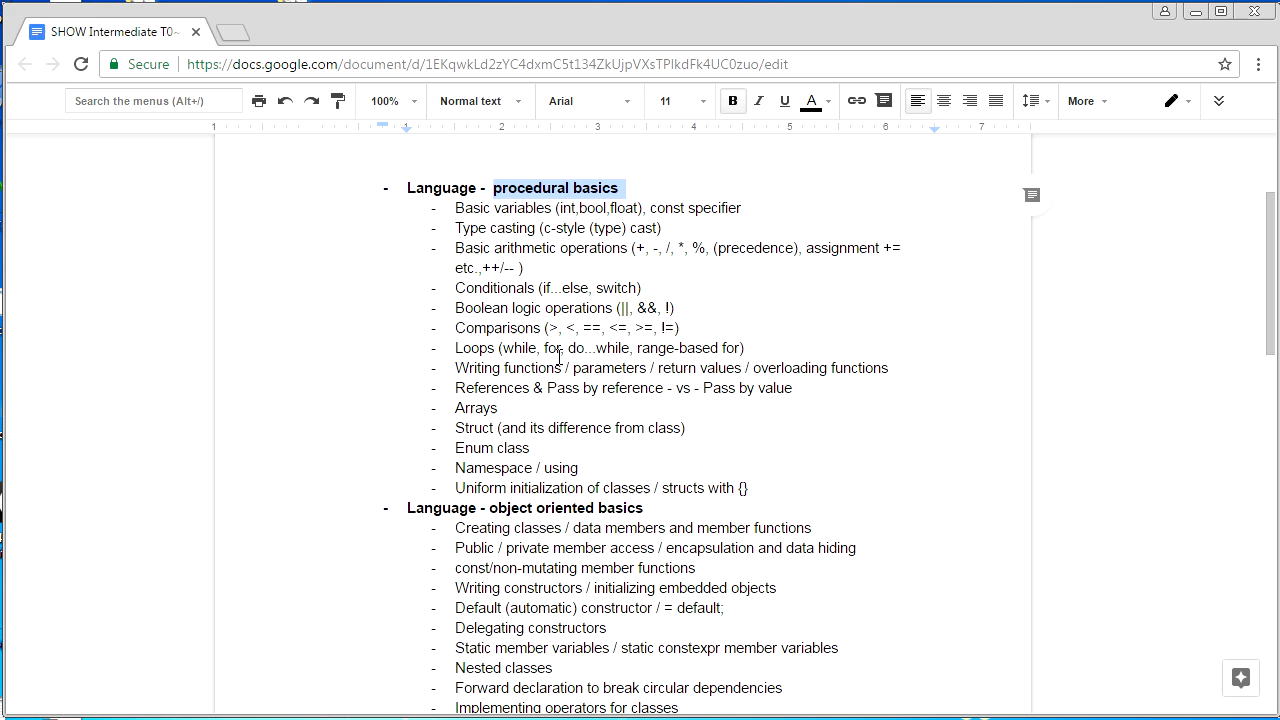 SHOW Intermediate T0~
Secure | https://docs.google.com/document/d/1EKqwkLd2zYC4dxmC5t134ZkUjpVXsTPlkdFk4UC0zuo/edit
Search the menus (Alt+/) 100% Normal text Arial 11 B I U A More
1 1 2 3 4 5 6 7
- Language - procedural basics
- Basic variables (int,bool,float), const specifier
- Type casting (c-style (type) cast)
- Basic arithmetic operations (+, -, /, *, %, (precedence), assignment +=
etc.,++/-- )
- Conditionals (if...else, switch)
- Boolean logic operations (||, &&, !)
- Comparisons (>, <, ==, <=, >=, !=)
- Loops (while, for, do...while, range-based for)
- Writing functions / parameters / return values / overloading functions
- References & Pass by reference - vs - Pass by value
- Arrays
- Struct (and its difference from class)
- Enum class
- Namespace / using
- Uniform initialization of classes / structs with {}
- Language - object oriented basics
- Creating classes / data members and member functions
- Public / private member access / encapsulation and data hiding
- const/non-mutating member functions
- Writing constructors / initializing embedded objects
- Default (automatic) constructor / = default;
- Delegating constructors
- Static member variables / static constexpr member variables
- Nested classes
- Forward declaration to break circular dependencies
- Implementing operators for classes